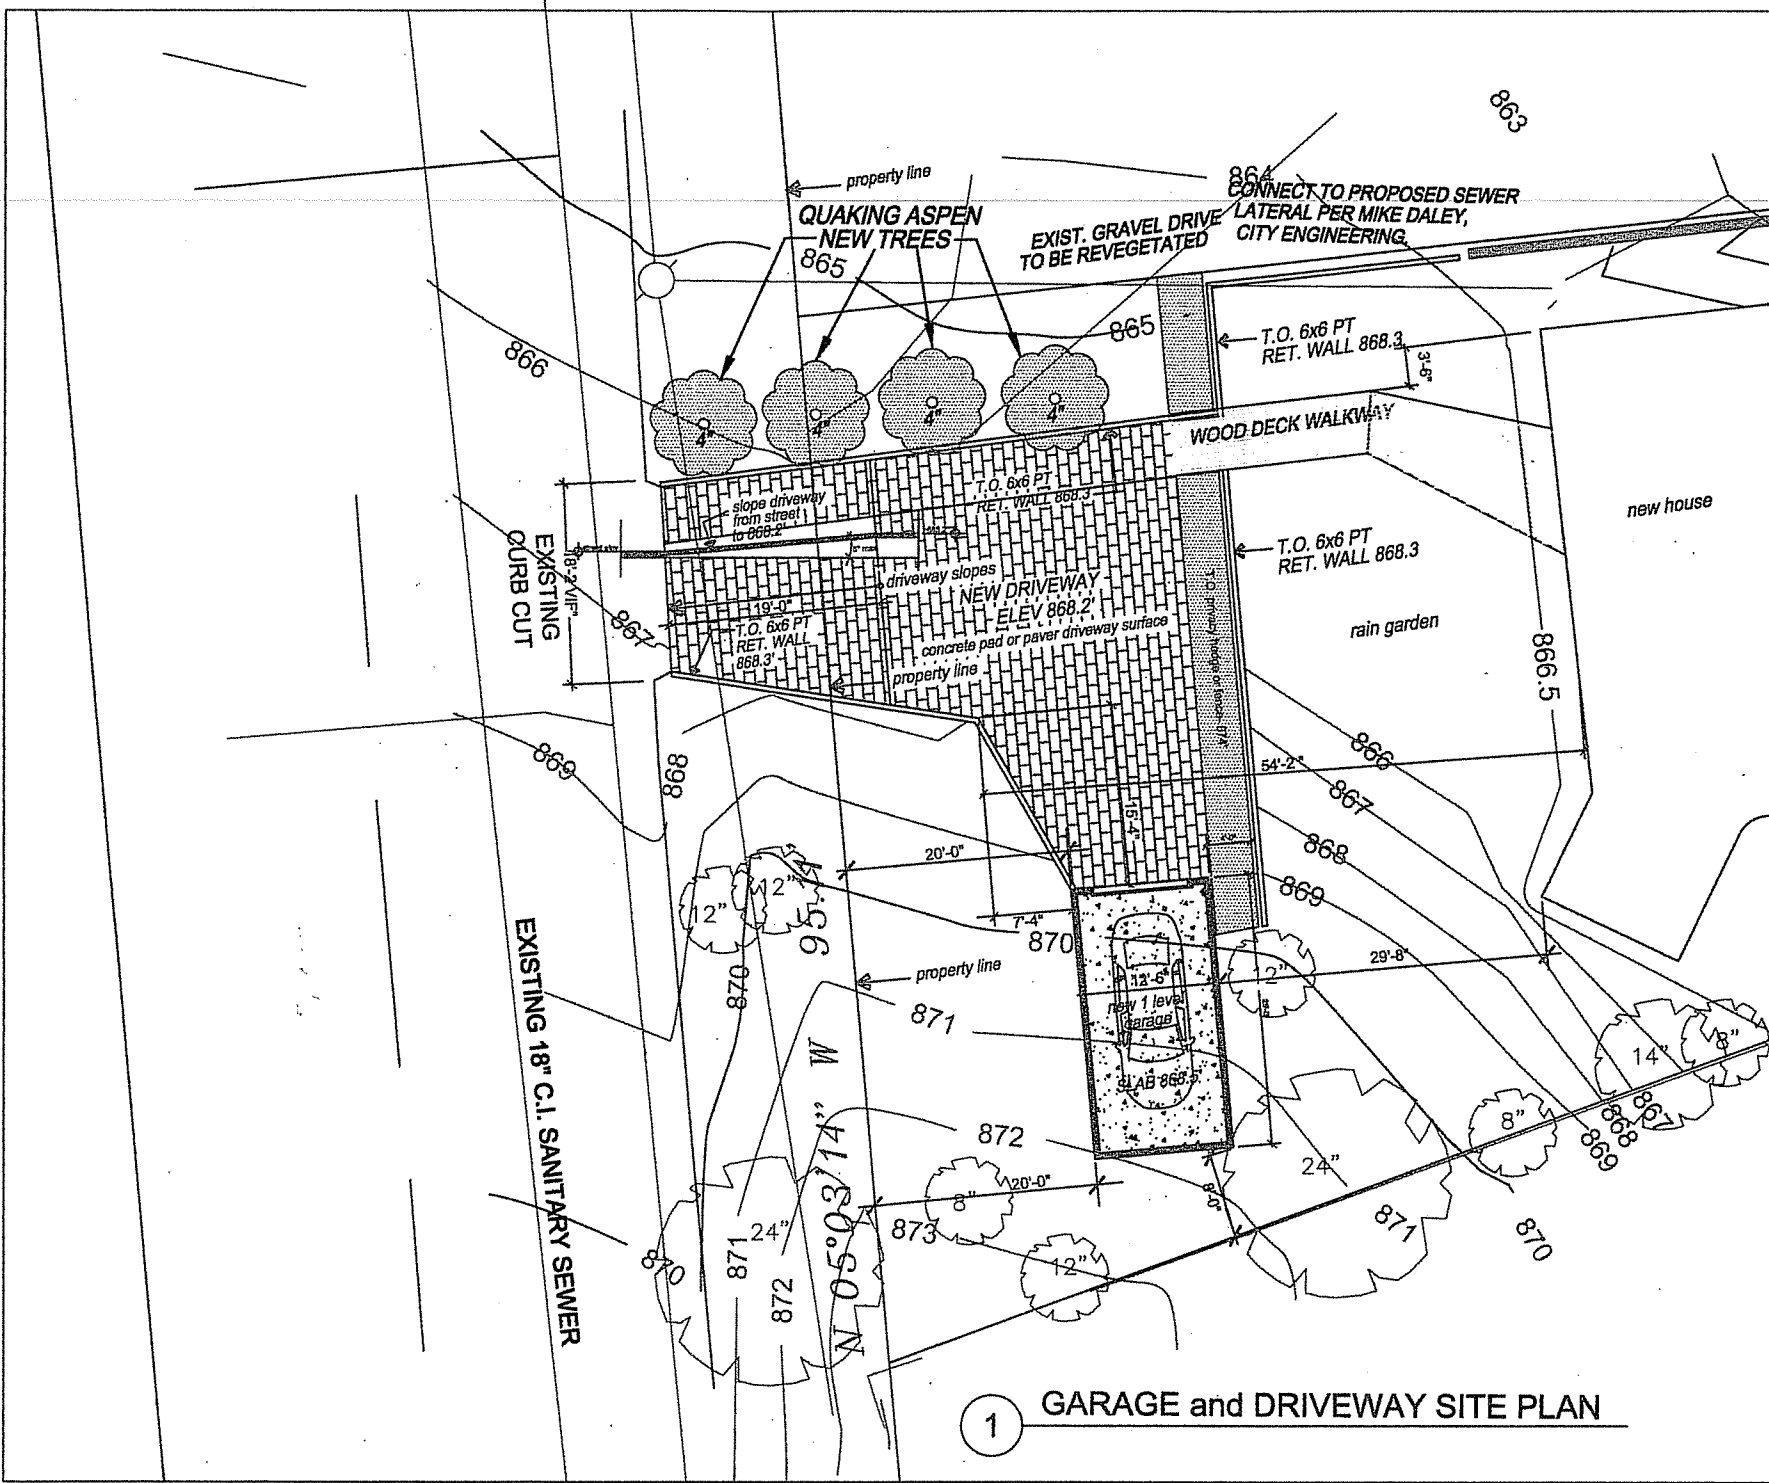 863
864
property line
CONNECT TO PROPOSED SEWER
LATERAL PER MIKE DALEY,
CITY ENGINEERING,
QUAKING ASPEN
NEW TREES
EXIST. GRAVEL DRIVE
TO BE REVEGETATED
865
865
866
T.O. 6x6 PT
RET. WALL 868.3
3'-6"
4"
4"
4"
4"
WOOD DECK WALKWAY
T.O. 6x6 PT
RET. WALL 868.3
slope driveway
from street
to 868.2'
new house
EXISTING
CURB CUT
T.O. 6x6 PT
RET. WALL 868.3
driveway slopes
NEW DRIVEWAY
ELEV 868.2'
19'-0"
concrete pad or paver driveway surface
rain garden
867
T.O. 6x6 PT
RET. WALL
868.3'
property line
866.5
869
868
866
54'-2"
867
15'-4"
868
20'-0"
869
12"
12"
95.4
7'-4"
870
870
property line
12'-6"
12"
29'-8"
new 1 level
garage
871
SLAB 868.5'
EXISTING 18" C.I. SANITARY SEWER
14"
8"
867
868
869
8"
872
24"
N 05°03'14" W
8"
20'-0"
8'-0"
873
871
870
24"
870
871
872
12"
1
GARAGE and DRIVEWAY SITE PLAN